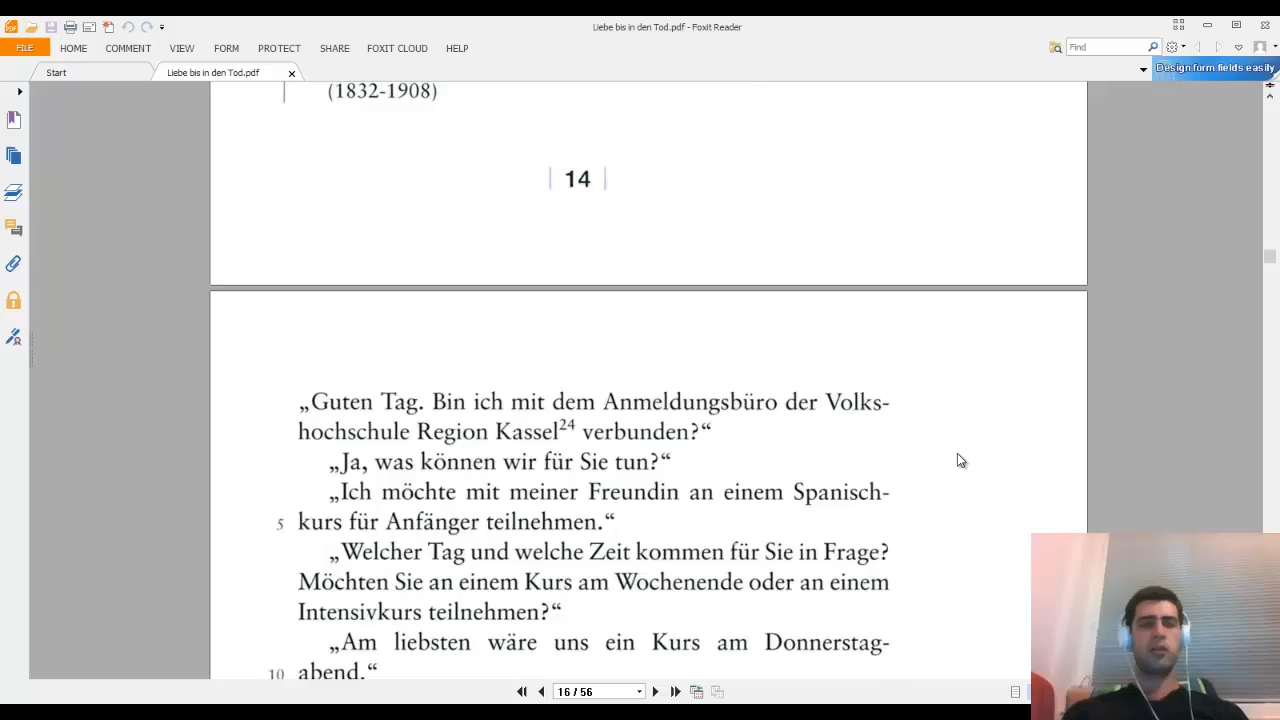 Liebe bis in den Tod.pdf - Foxit Reader
FILE HOME COMMENT VIEW FORM PROTECT SHARE FOXIT CLOUD HELP
Find
Start
Liebe bis in den Tod.pdf
Design form fields easily
(1832-1908)
14
„Guten Tag. Bin ich mit dem Anmeldungsbüro der Volks-
hochschule Region Kassel24 verbunden?“
„Ja, was können wir für Sie tun?“
„Ich möchte mit meiner Freundin an einem Spanisch-
5 kurs für Anfänger teilnehmen.“
„Welcher Tag und welche Zeit kommen für Sie in Frage?
Möchten Sie an einem Kurs am Wochenende oder an einem
Intensivkurs teilnehmen?“
„Am liebsten wäre uns ein Kurs am Donnerstag-
10 abend.“
16 / 56